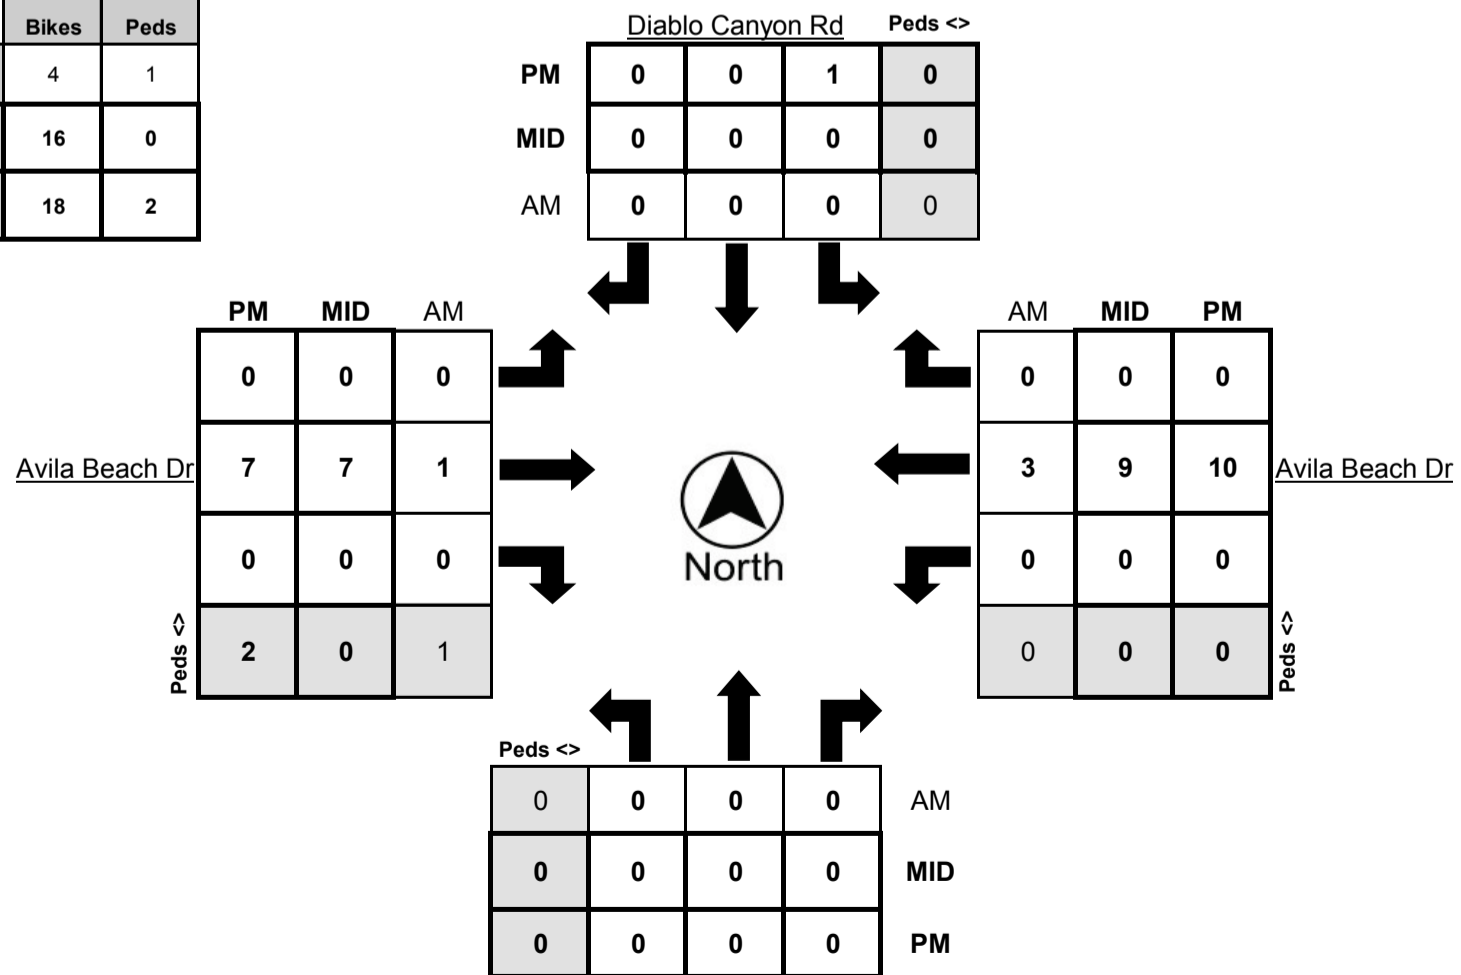 Bikes Peds
4 1
16 0
18 2
Diablo Canyon Rd Peds <>
PM 0 0 1 0
MID 0 0 0 0
AM 0 0 0 0
PM MID AM
0 0 0
Avila Beach Dr 7 7 1
0 0 0
Peds <> 2 0 1
North
AM MID PM
0 0 0
3 9 10 Avila Beach Dr
0 0 0
0 0 0 Peds <>
Peds <>
0 0 0 0 AM
0 0 0 0 MID
0 0 0 0 PM